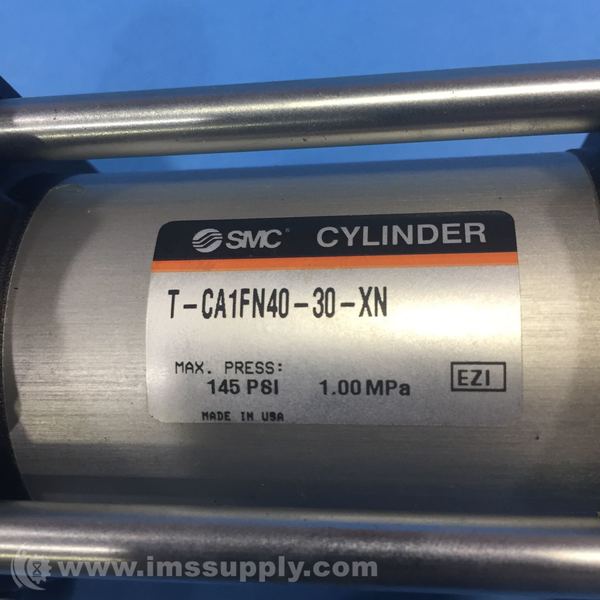 SMC CYLINDER
T-CA1FN40-30-XN
MAX. PRESS:
145 PSI 1.00 MPa
EZI
MADE IN USA
www.imssupply.com